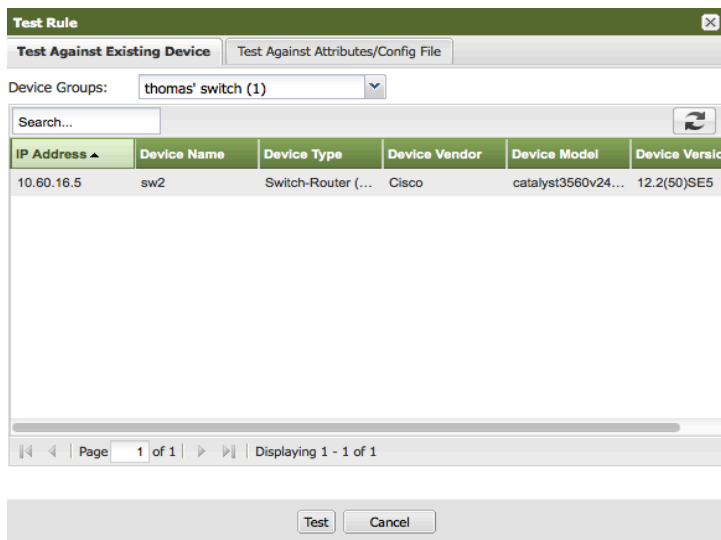 Test Rule
Test Against Existing Device Test Against Attributes/Config File
Device Groups: thomas' switch (1)
Search...
IP Address Device Name Device Type Device Vendor Device Model Device Versio
10.60.16.5 sw2 Switch-Router (... Cisco catalyst3560v24... 12.2(50)SE5
Page 1 of 1 Displaying 1 - 1 of 1
Test Cancel